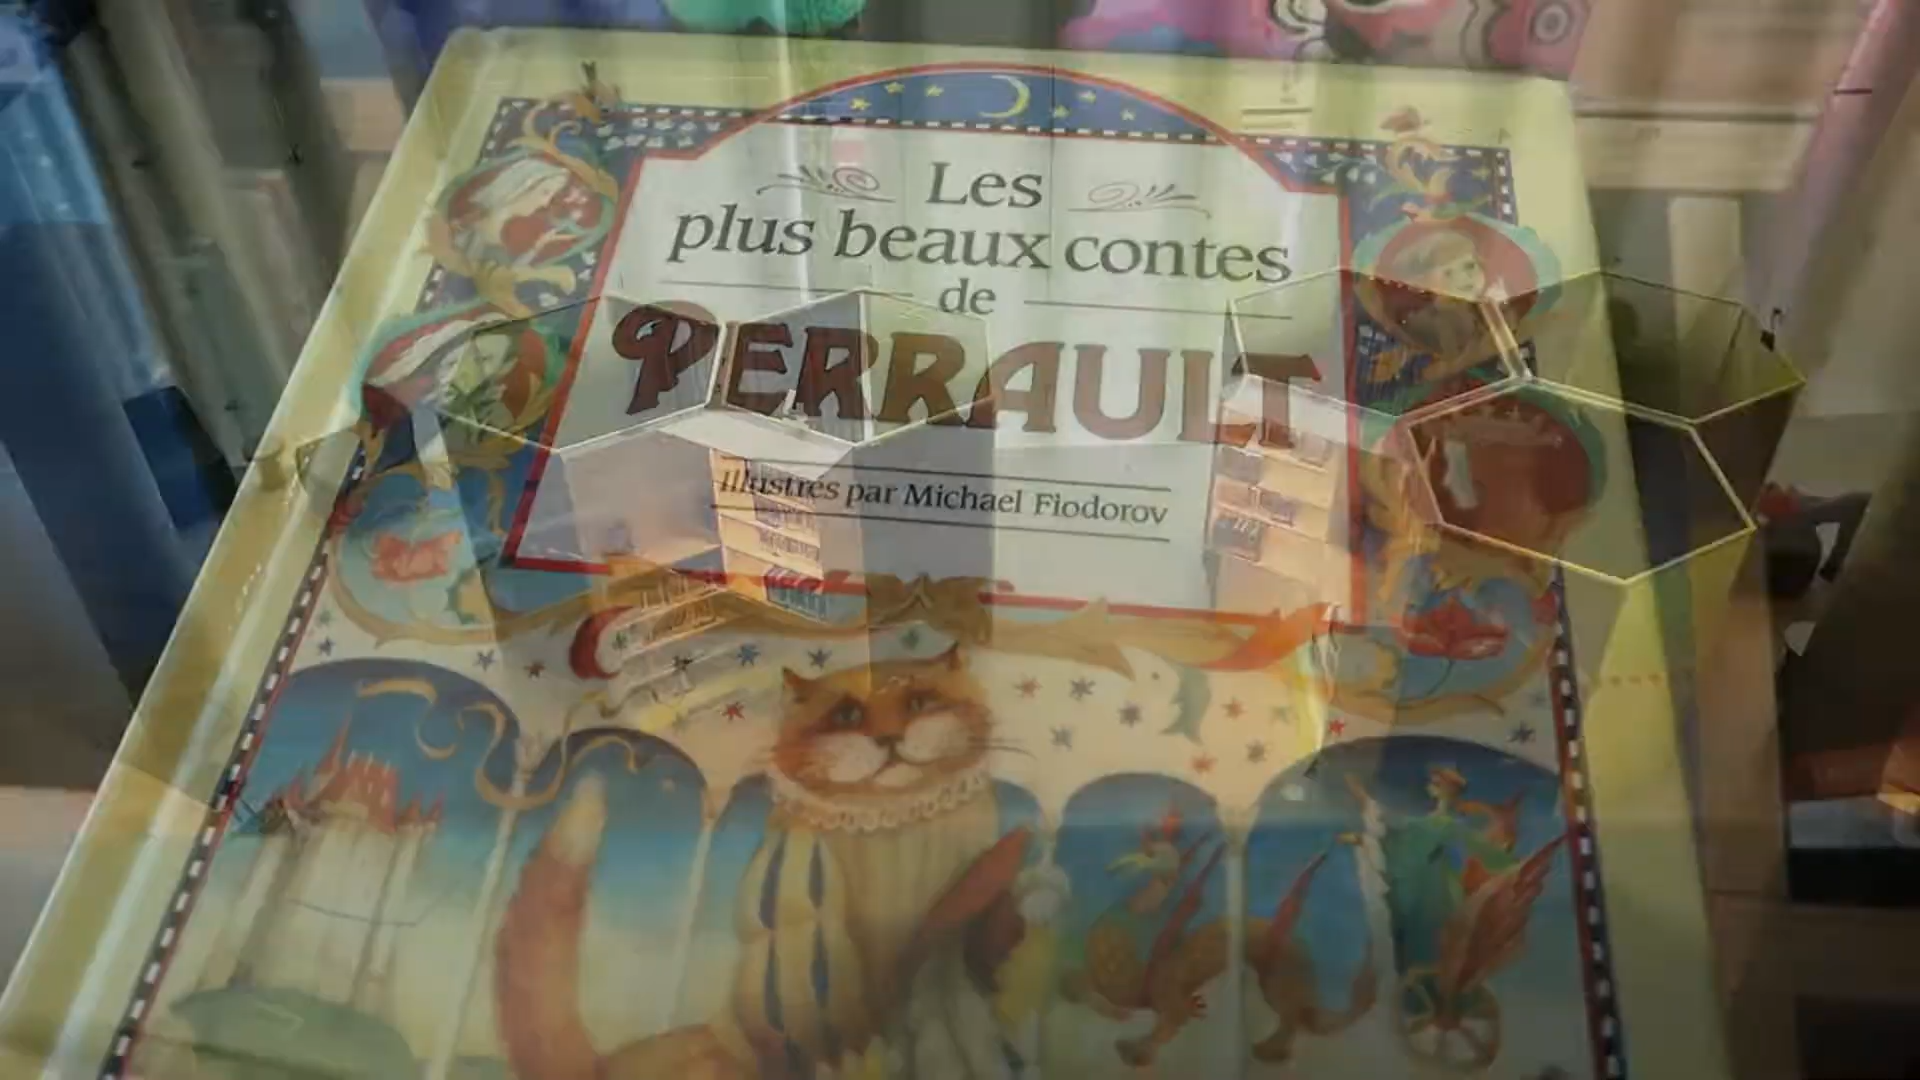 Les
plus beaux contes
de
PERRAULT
Illustrés par Michael Fiodorov